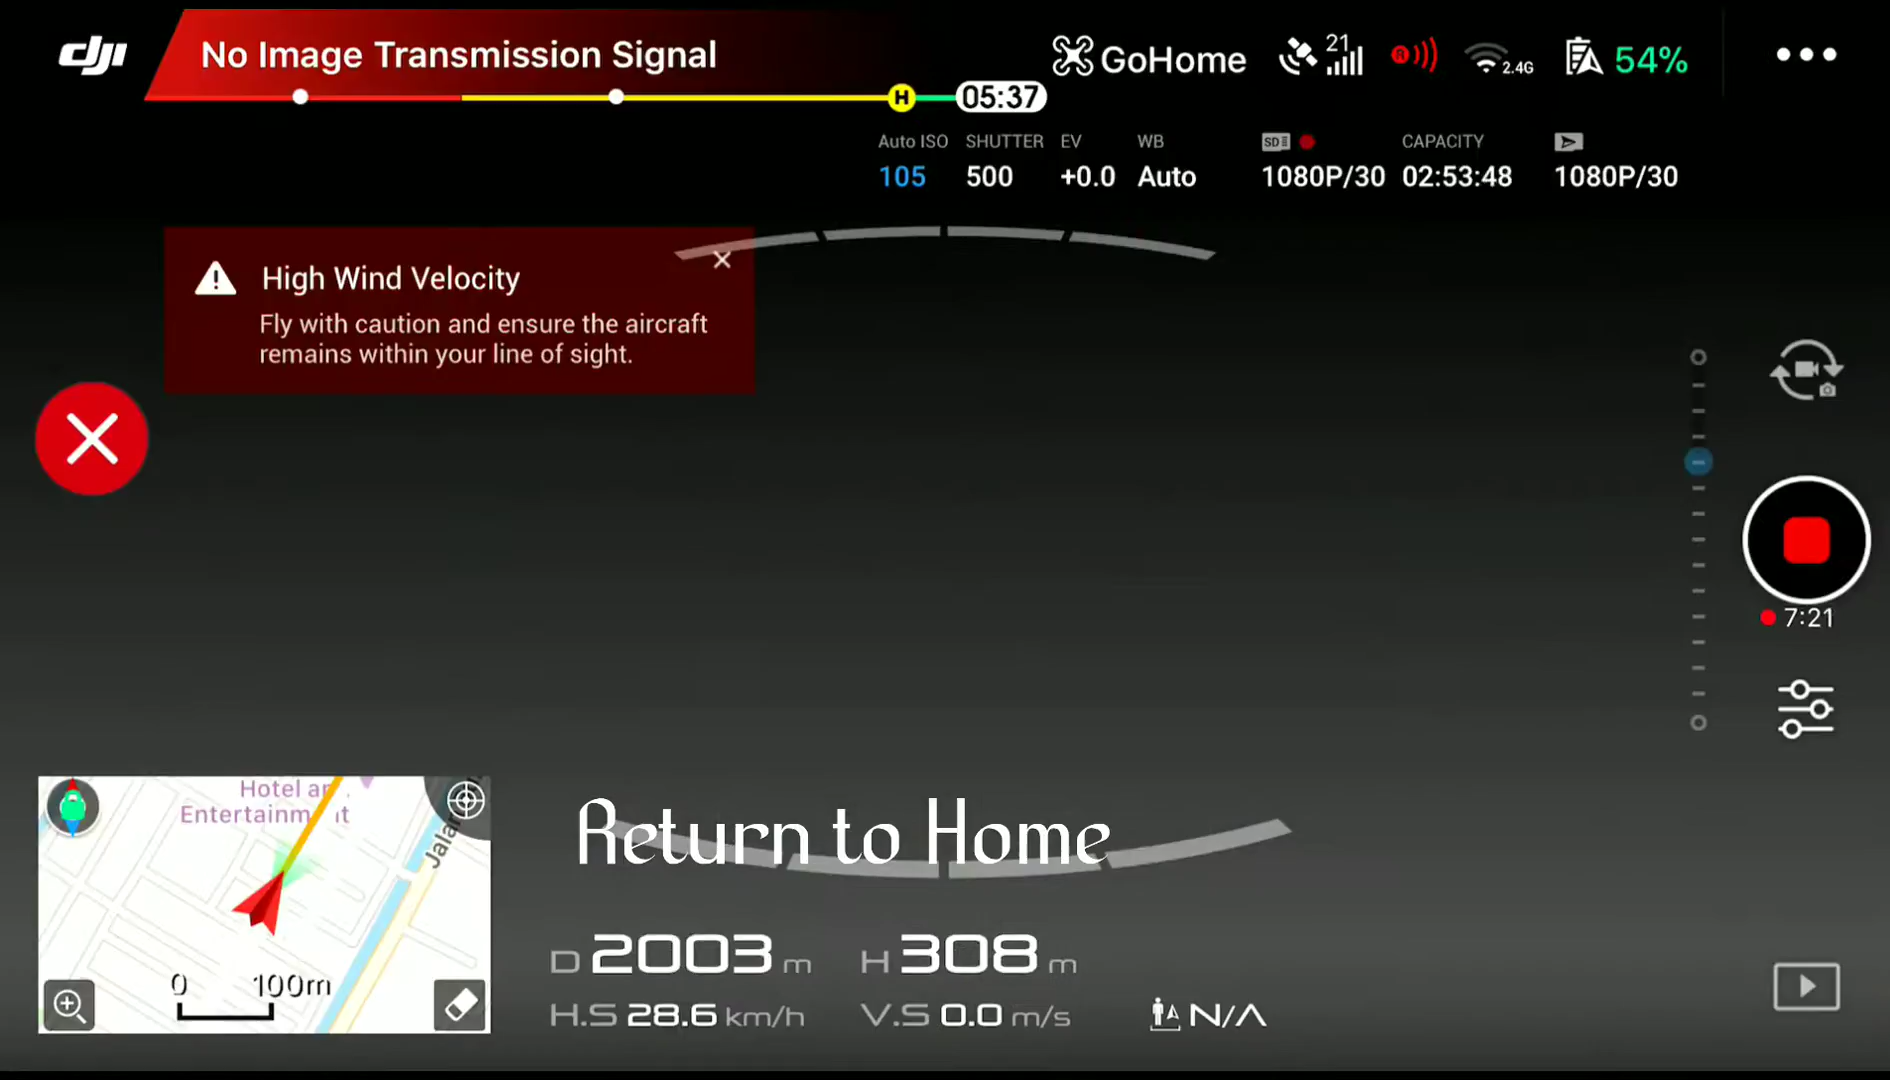 dji
No Image Transmission Signal
GoHome
21
2.4G
54%
H
05:37
Auto ISO
105
SHUTTER
500
EV
+0.0
WB
Auto
SD
1080P/30
CAPACITY
02:53:48
1080P/30
High Wind Velocity
Fly with caution and ensure the aircraft
remains within your line of sight.
7:21
Hotel
Jala
0 100m
Return to Home
D 2003 m
H 308 m
H.S 28.6 km/h
V.S 0.0 m/s
N/A